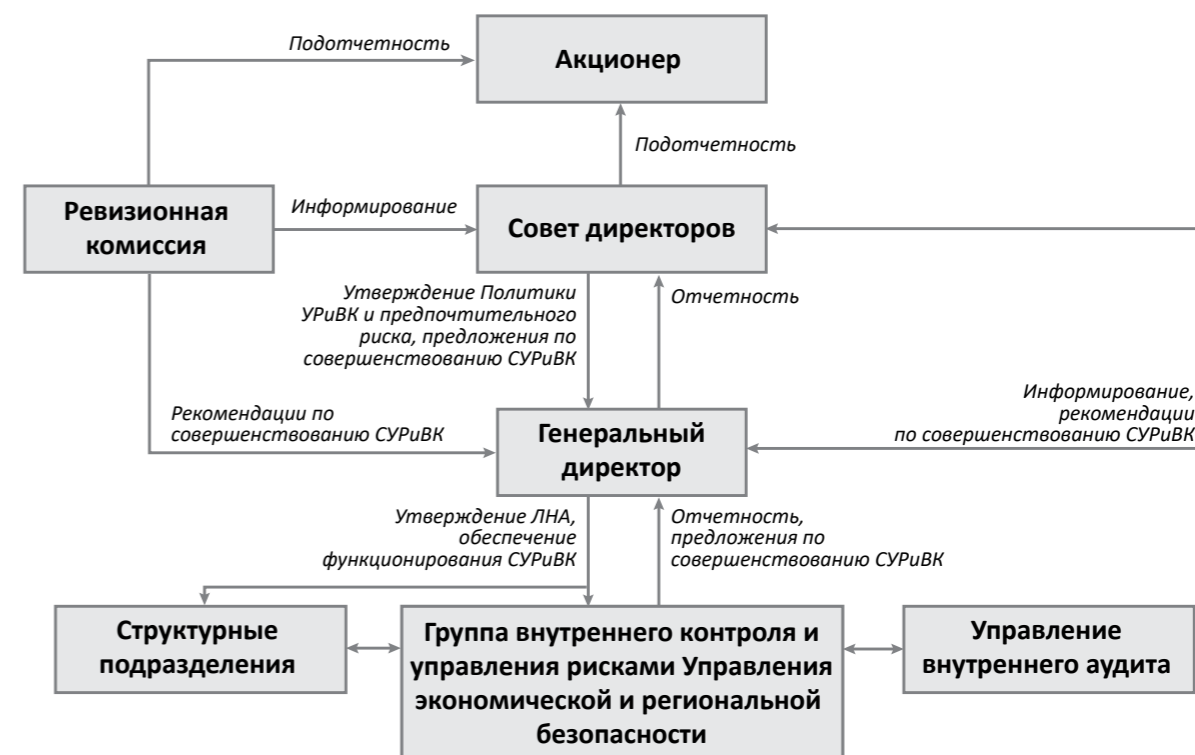 Подотчетность
Акционер
Подотчетность
Ревизионная
комиссия
Информирование
Совет директоров
Утверждение Политики
УРиВК и предпочтительного
риска, предложения по
совершенствованию СУРиВК
Отчетность
Рекомендации по
совершенствованию СУРиВК
Генеральный
директор
Информирование,
рекомендации
по совершенствованию СУРиВК
Утверждение ЛНА,
обеспечение
функционирования СУРиВК
Отчетность,
предложения по
совершенствованию СУРиВК
Структурные
подразделения
Группа внутреннего контроля и
управления рисками Управления
экономической и региональной
безопасности
Управление
внутреннего аудита